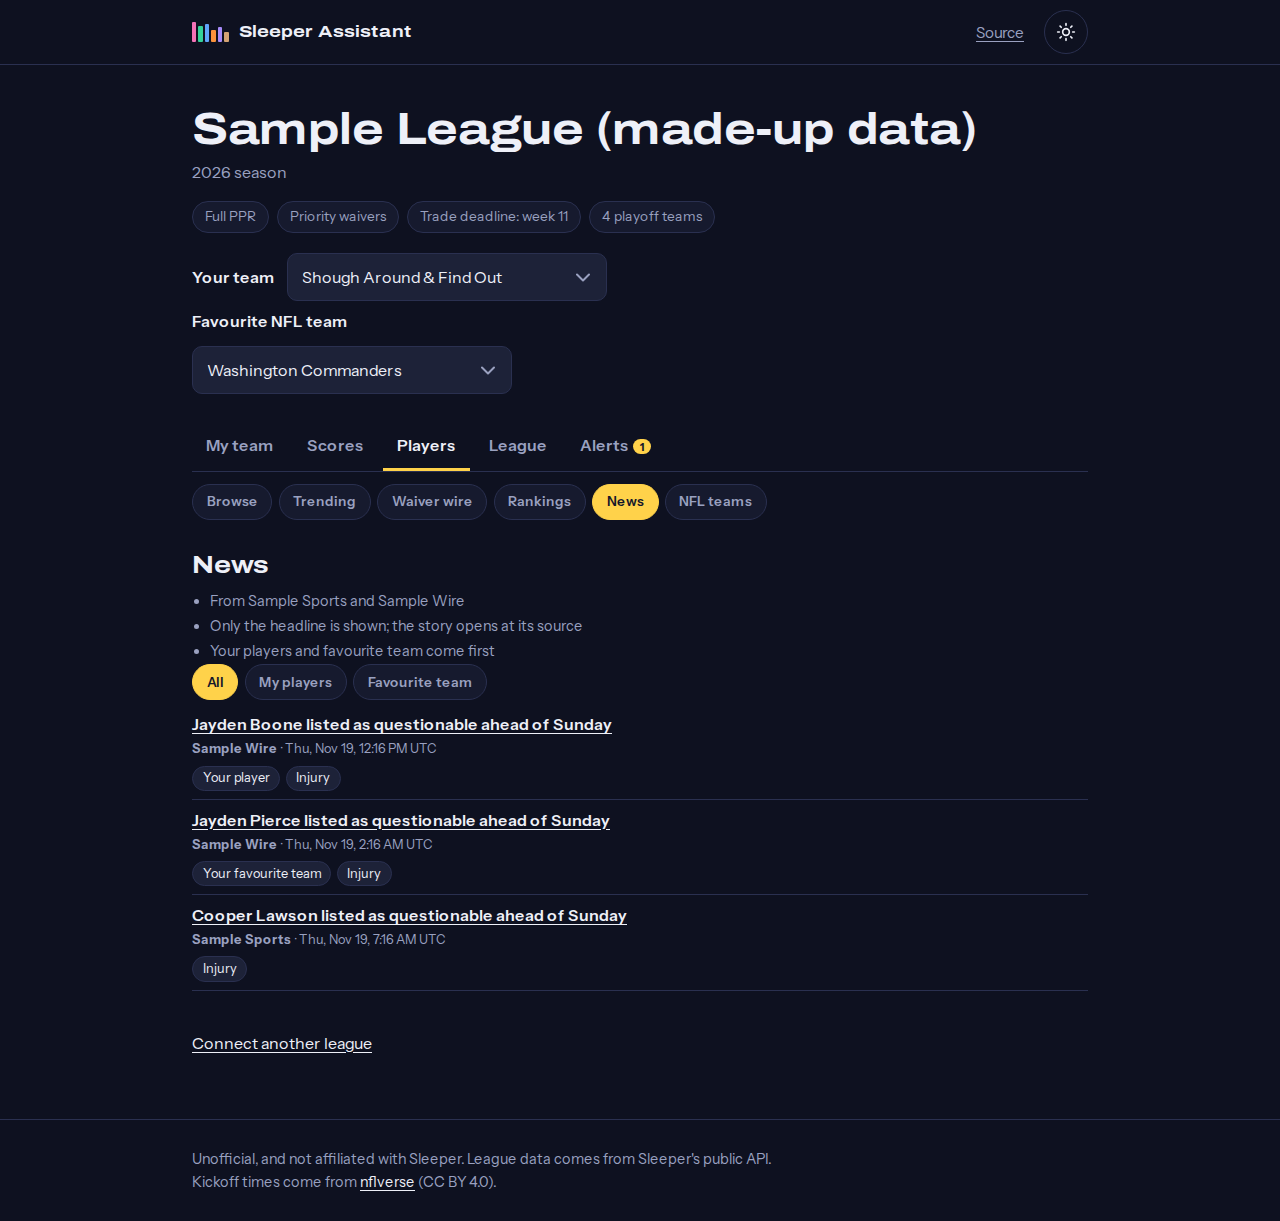 Sleeper Assistant
Source
Sample League (made-up data)
2026 season
Full PPR
Priority waivers
Trade deadline: week 11
4 playoff teams
Your team
Shough Around & Find Out
Favourite NFL team
Washington Commanders
My team
Scores
Players
League
Alerts 1
Browse
Trending
Waiver wire
Rankings
News
NFL teams
News
• From Sample Sports and Sample Wire
• Only the headline is shown; the story opens at its source
• Your players and favourite team come first
All
My players
Favourite team
Jayden Boone listed as questionable ahead of Sunday
Sample Wire · Thu, Nov 19, 12:16 PM UTC
Your player
Injury
Jayden Pierce listed as questionable ahead of Sunday
Sample Wire · Thu, Nov 19, 2:16 AM UTC
Your favourite team
Injury
Cooper Lawson listed as questionable ahead of Sunday
Sample Sports · Thu, Nov 19, 7:16 AM UTC
Injury
Connect another league
Unofficial, and not affiliated with Sleeper. League data comes from Sleeper's public API.
Kickoff times come from nflverse (CC BY 4.0).